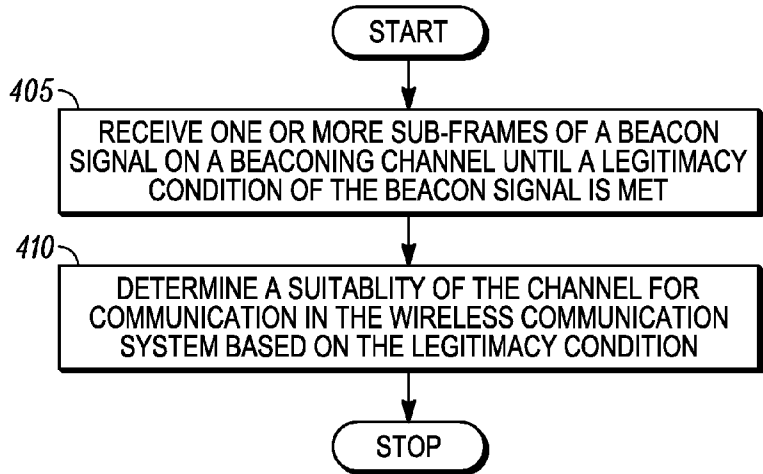 START
405
RECEIVE ONE OR MORE SUB-FRAMES OF A BEACON
SIGNAL ON A BEACONING CHANNEL UNTIL A LEGITIMACY
CONDITION OF THE BEACON SIGNAL IS MET
410
DETERMINE A SUITABLITY OF THE CHANNEL FOR
COMMUNICATION IN THE WIRELESS COMMUNICATION
SYSTEM BASED ON THE LEGITIMACY CONDITION
STOP